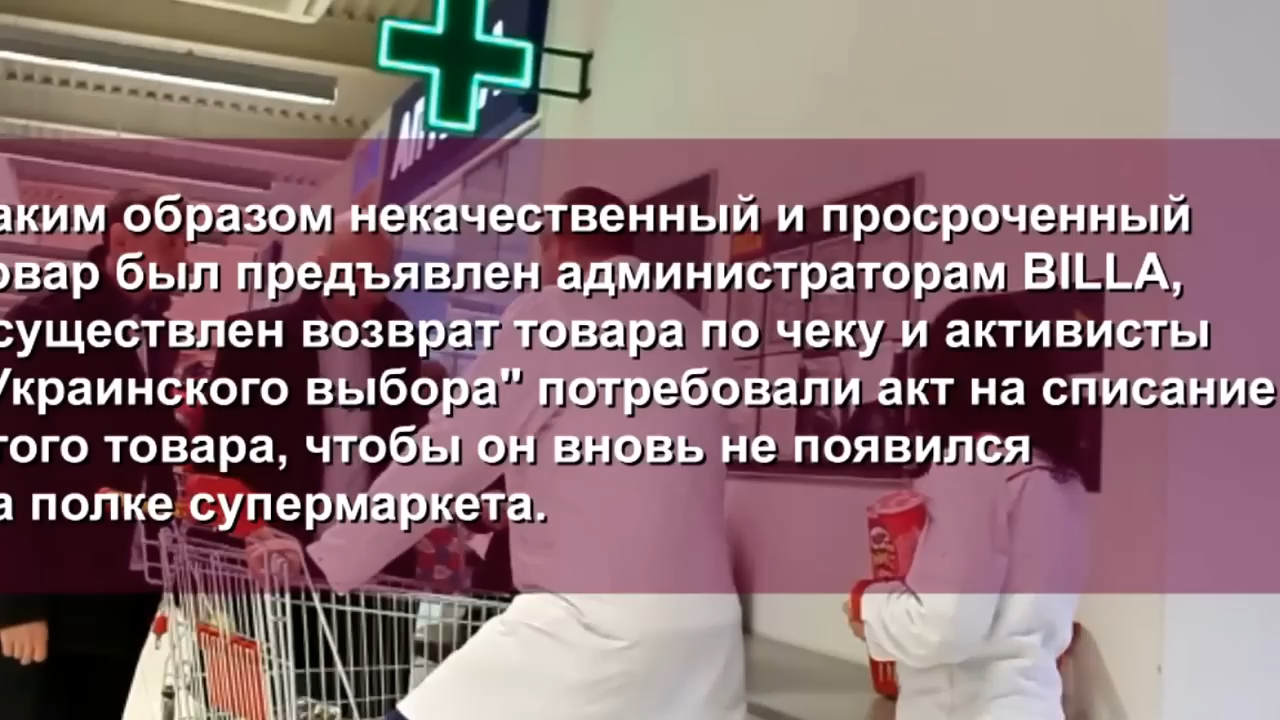 аким образом некачественный и просроченный
овар был предъявлен администраторам BILLA,
существлен возврат товара по чеку и активисты
Украинского выбора" потребовали акт на списание
того товара, чтобы он вновь не появился
а полке супермаркета.